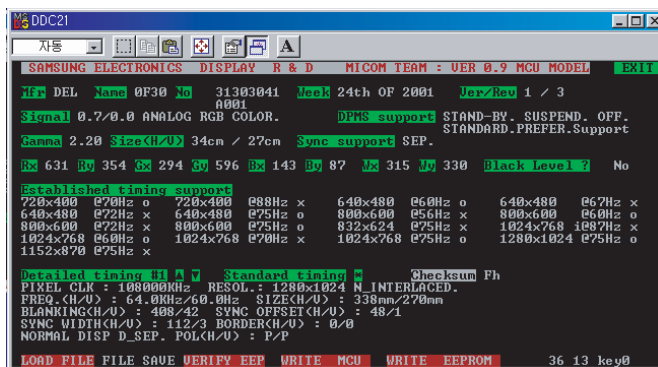 DDC21
자동
A
SAMSUNG ELECTRONICS DISPLAY R & D MICOM TEAM : VER 0.9 MCU MODEL EXIT
Mfr DEL Name 0F30 No 31303041 Week 24th OF 2001 Ver/Rev 1 / 3
A001
Signal 0.7/0.0 ANALOG RGB COLOR. DPMS support STAND-BY. SUSPEND. OFF.
STANDARD.PREFER.Support
Gamma 2.20 Size(H/V) 34cm / 27cm Sync support SEP.
Rx 631 Ry 354 Gx 294 Gy 596 Bx 143 By 87 Wx 315 Wy 330 Black Level ? No
Established timing support
720x400 @70Hz o 720x400 @88Hz x 640x480 @60Hz o 640x480 @67Hz x
640x480 @72Hz x 640x480 @75Hz o 800x600 @56Hz x 800x600 @60Hz o
800x600 @72Hz x 800x600 @75Hz o 832x624 @75Hz x 1024x768 i@87Hz x
1024x768 @60Hz o 1024x768 @70Hz x 1024x768 @75Hz o 1280x1024 @75Hz o
1152x870 @75Hz x
Detailed timing #1 ▲ ▼ Standard timing Checksum Fh
PIXEL CLK : 108000KHz RESOL.: 1280x1024 N_INTERLACED.
FREQ.(H/V) : 64.0KHz/60.0Hz SIZE(H/V) : 338mm/270mm
BLANKING(H/V) : 408/42 SYNC OFFSET(H/V) : 48/1
SYNC WIDTH(H/V) : 112/3 BORDER(H/V) : 0/0
NORMAL DISP D_SEP. POL(H/V) : P/P
LOAD FILE FILE SAVE VERIFY EEP WRITE MCU WRITE EEPROM 36 13 key0